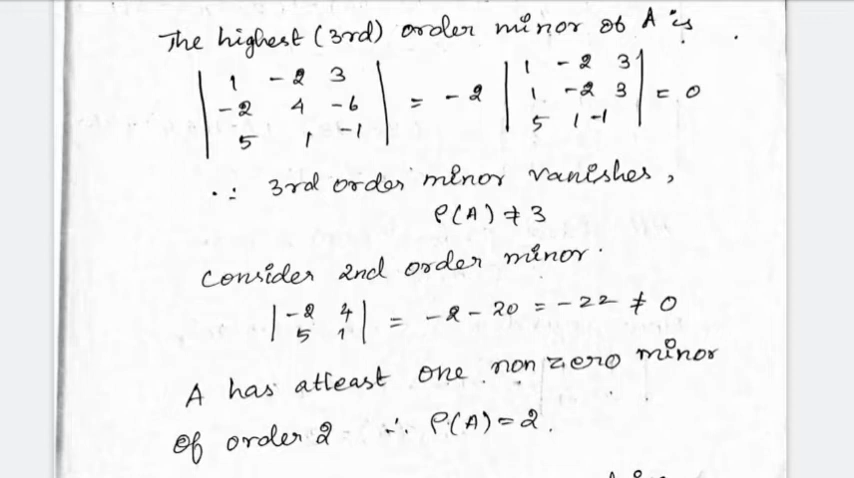 The highest (3rd) order minor of A is .
| 1 -2 3 |
| -2 4 -6 | = -2 | 1 -2 3 | = 0
| 5 1 -1 | | 1 -2 3 |
| 5 1 -1 |
∴ 3rd order minor vanishes,
ρ(A) ≠ 3
Consider 2nd order minor.
| -2 4 | = -2 - 20 = -22 ≠ 0
| 5 1 |
A has atleast one non zero minor
Of order 2 ∴ ρ(A) = 2.